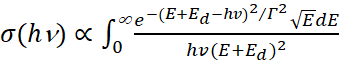 σ(hν) ∝ ∫₀^∞ e^{-(E+E_d-hν)²/Γ²} √E dE / hν(E+E_d)²